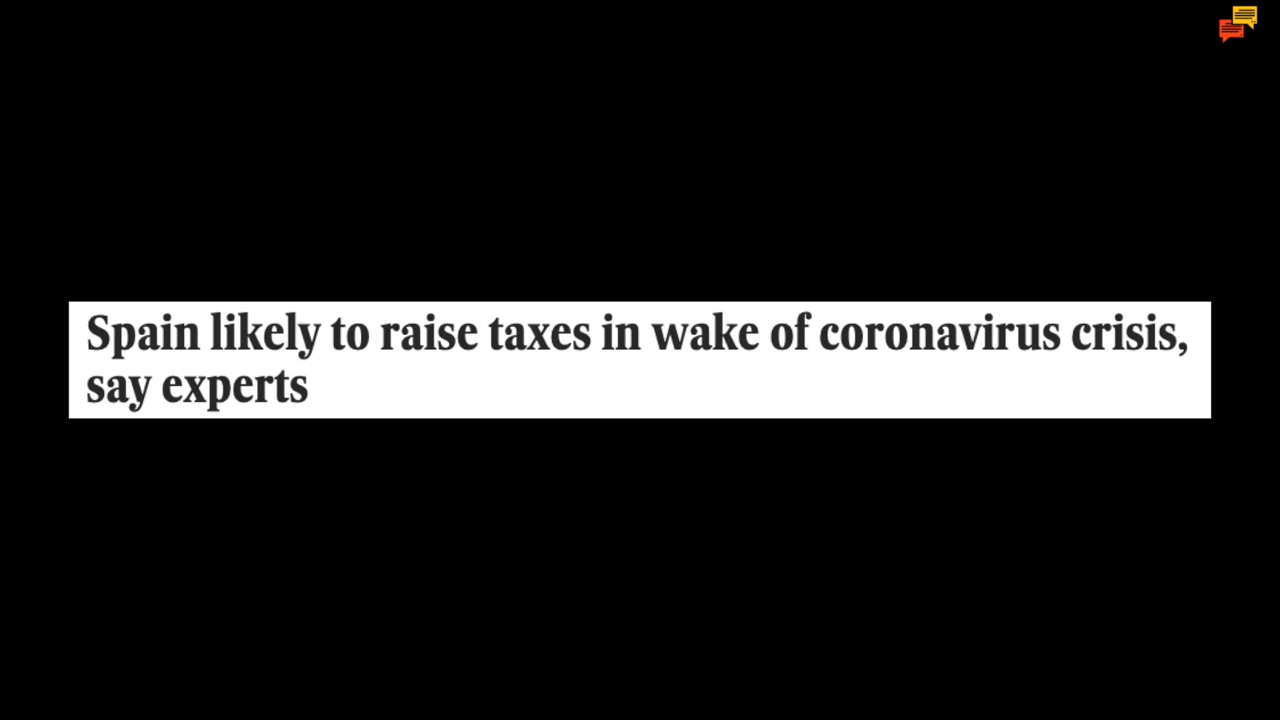 Spain likely to raise taxes in wake of coronavirus crisis,
say experts